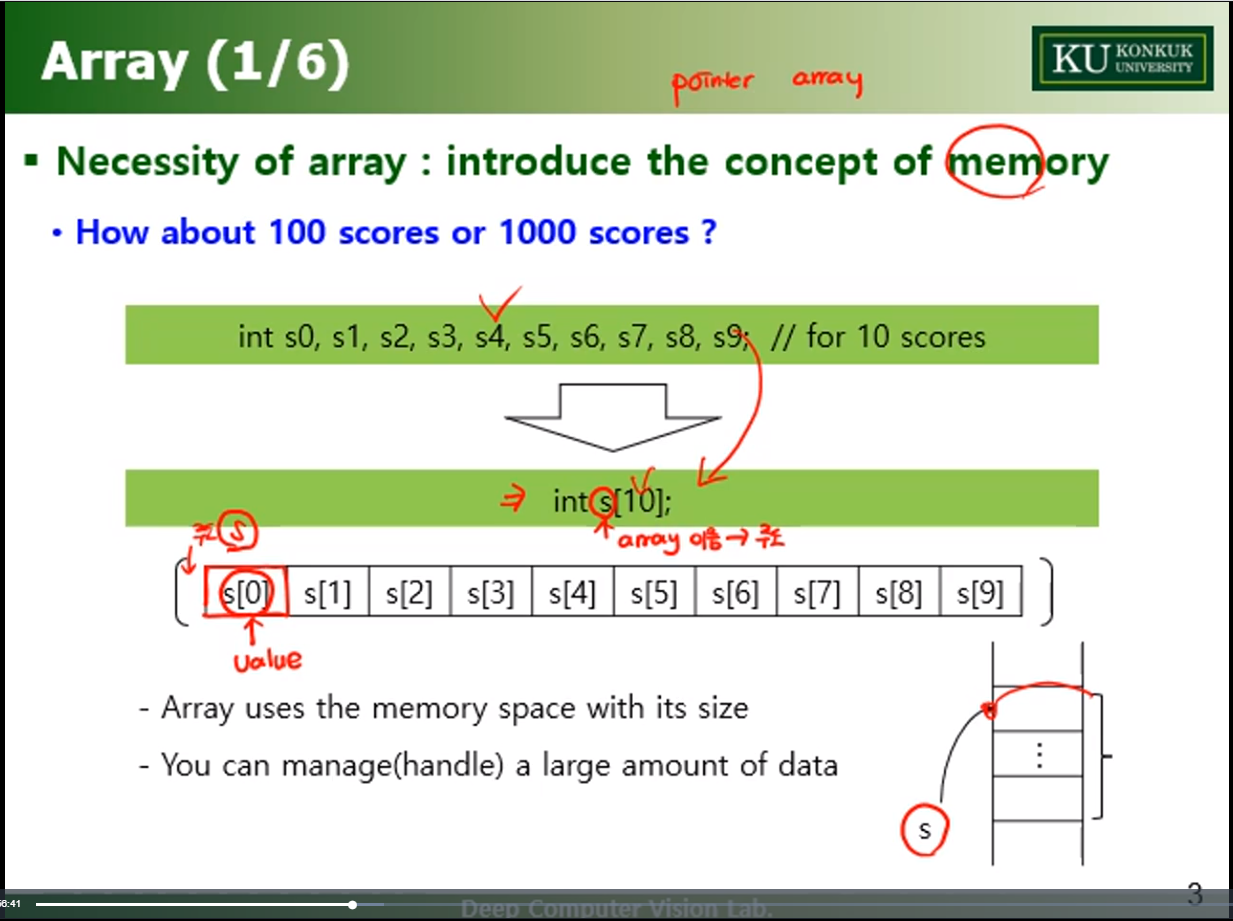 Array (1/6)
KU KONKUK UNIVERSITY
pointer array
▪ Necessity of array : introduce the concept of memory
• How about 100 scores or 1000 scores ?
int s0, s1, s2, s3, s4, s5, s6, s7, s8, s9; // for 10 scores
⇒ int s[10];
주소 s
array 이름 → 주소
s[0] s[1] s[2] s[3] s[4] s[5] s[6] s[7] s[8] s[9]
value
- Array uses the memory space with its size
- You can manage(handle) a large amount of data
⋮
s
3
6:41
Deep Computer Vision Lab.